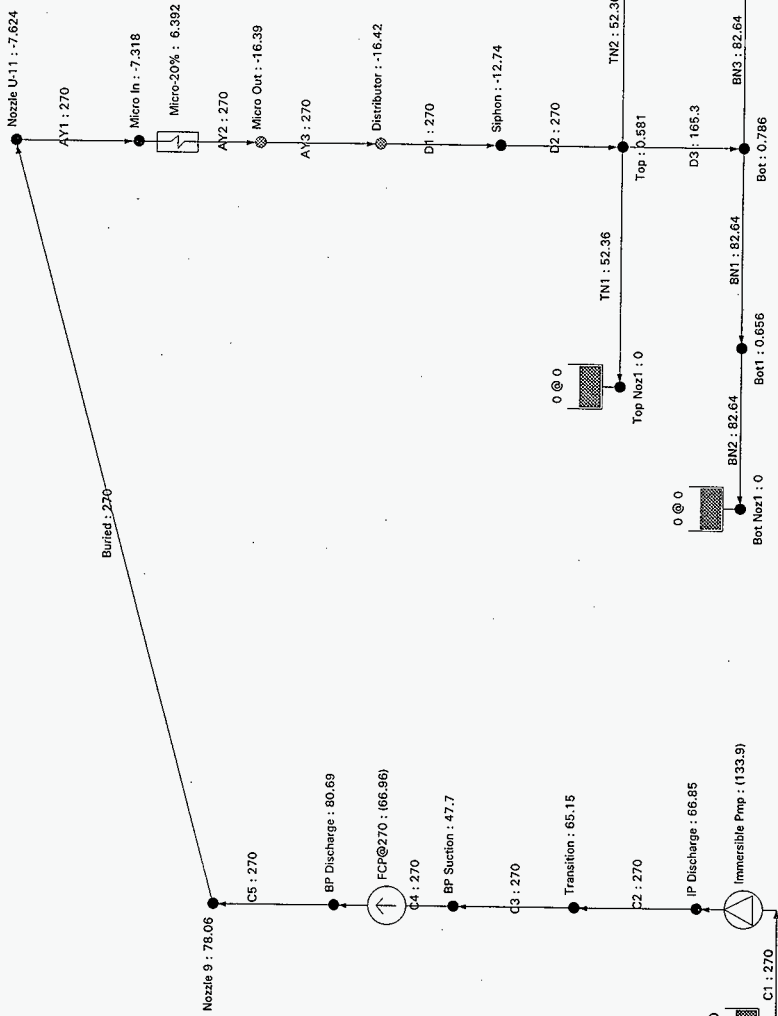 Nozzle U-11 : -7.624
AY1 : 270
Micro In : -7.318
Micro-20% : 6.392
AY2 : 270
Micro Out : -16.39
AY3 : 270
Distributor : -16.42
D1 : 270
Siphon : -12.74
D2 : 270
TN2 : 52.36
Top : 0.581
D3 : 165.3
BN3 : 82.64
Bot : 0.786
TN1 : 52.36
0 @ 0
Top Noz1 : 0
BN1 : 82.64
Bot1 : 0.656
BN2 : 82.64
0 @ 0
Bot Noz1 : 0
Buried : 270
Nozzle 9 : 78.06
C5 : 270
BP Discharge : 80.69
FCP@270 : (66.96)
C4 : 270
BP Suction : 47.7
C3 : 270
Transition : 65.15
C2 : 270
IP Discharge : 66.85
Immersible Pmp : (133.9)
C1 : 270